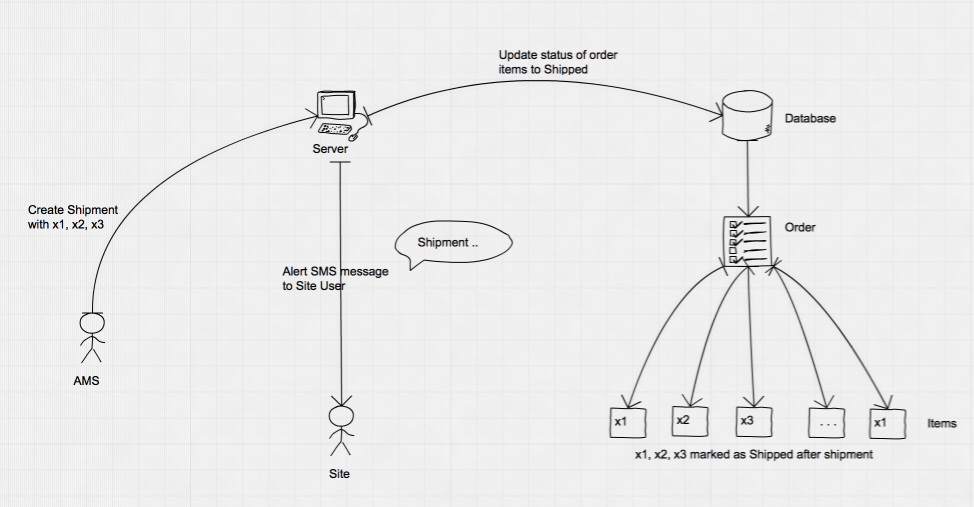 Update status of order
items to Shipped
Database
Server
Create Shipment
with x1, x2, x3
Order
Shipment ..
Alert SMS message
to Site User
AMS
x1
x2
x3
...
x1
Items
x1, x2, x3 marked as Shipped after shipment
Site